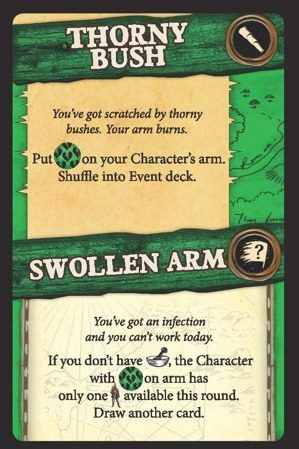 THORNY
BUSH
You've got scratched by thorny
bushes. Your arm burns.
Put on your Character's arm.
Shuffle into Event deck.
SWOLLEN ARM
?
You've got an infection
and you can't work today.
If you don't have , the Character
with on arm has
only one available this round.
Draw another card.